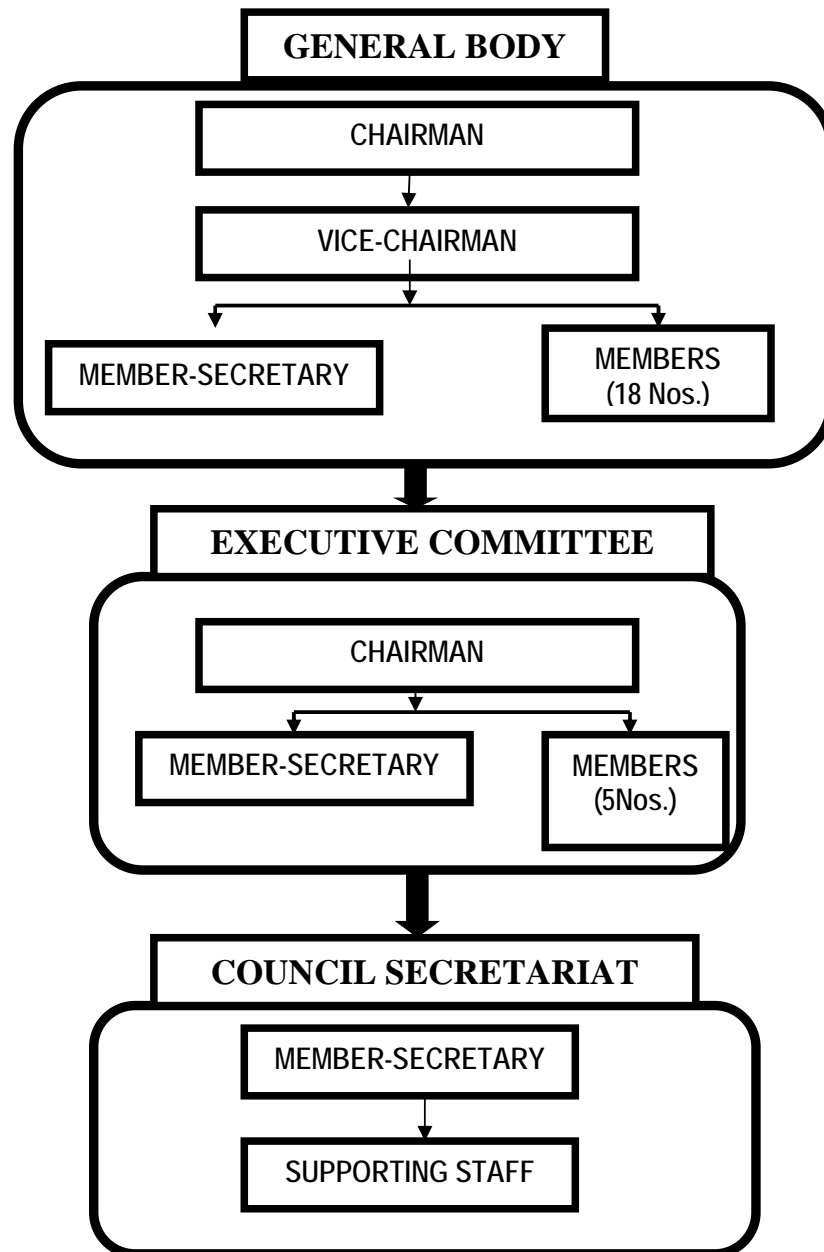 GENERAL BODY
CHAIRMAN
VICE-CHAIRMAN
MEMBER-SECRETARY
MEMBERS
(18 Nos.)
EXECUTIVE COMMITTEE
CHAIRMAN
MEMBER-SECRETARY
MEMBERS
(5Nos.)
COUNCIL SECRETARIAT
MEMBER-SECRETARY
SUPPORTING STAFF